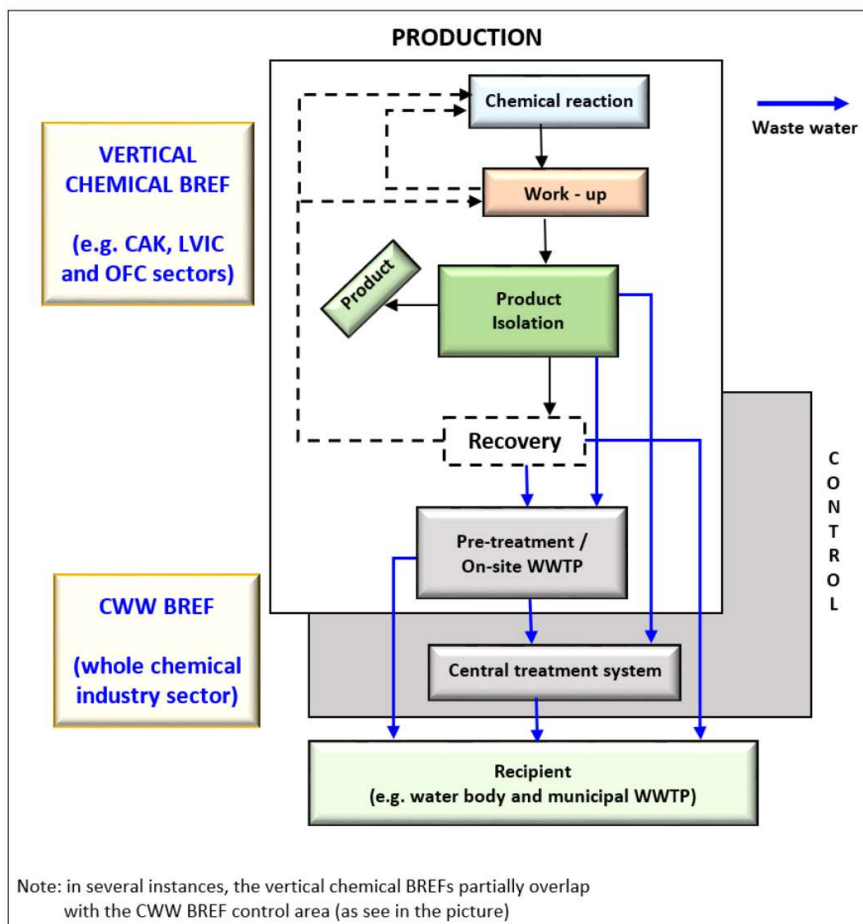 PRODUCTION
Chemical reaction
Waste water
VERTICAL
CHEMICAL BREF
(e.g. CAK, LVIC
and OFC sectors)
Work - up
Product
Product
Isolation
Recovery
CONTROL
Pre-treatment /
On-site WWTP
CWW BREF
(whole chemical
industry sector)
Central treatment system
Recipient
(e.g. water body and municipal WWTP)
Note: in several instances, the vertical chemical BREFs partially overlap
with the CWW BREF control area (as see in the picture)